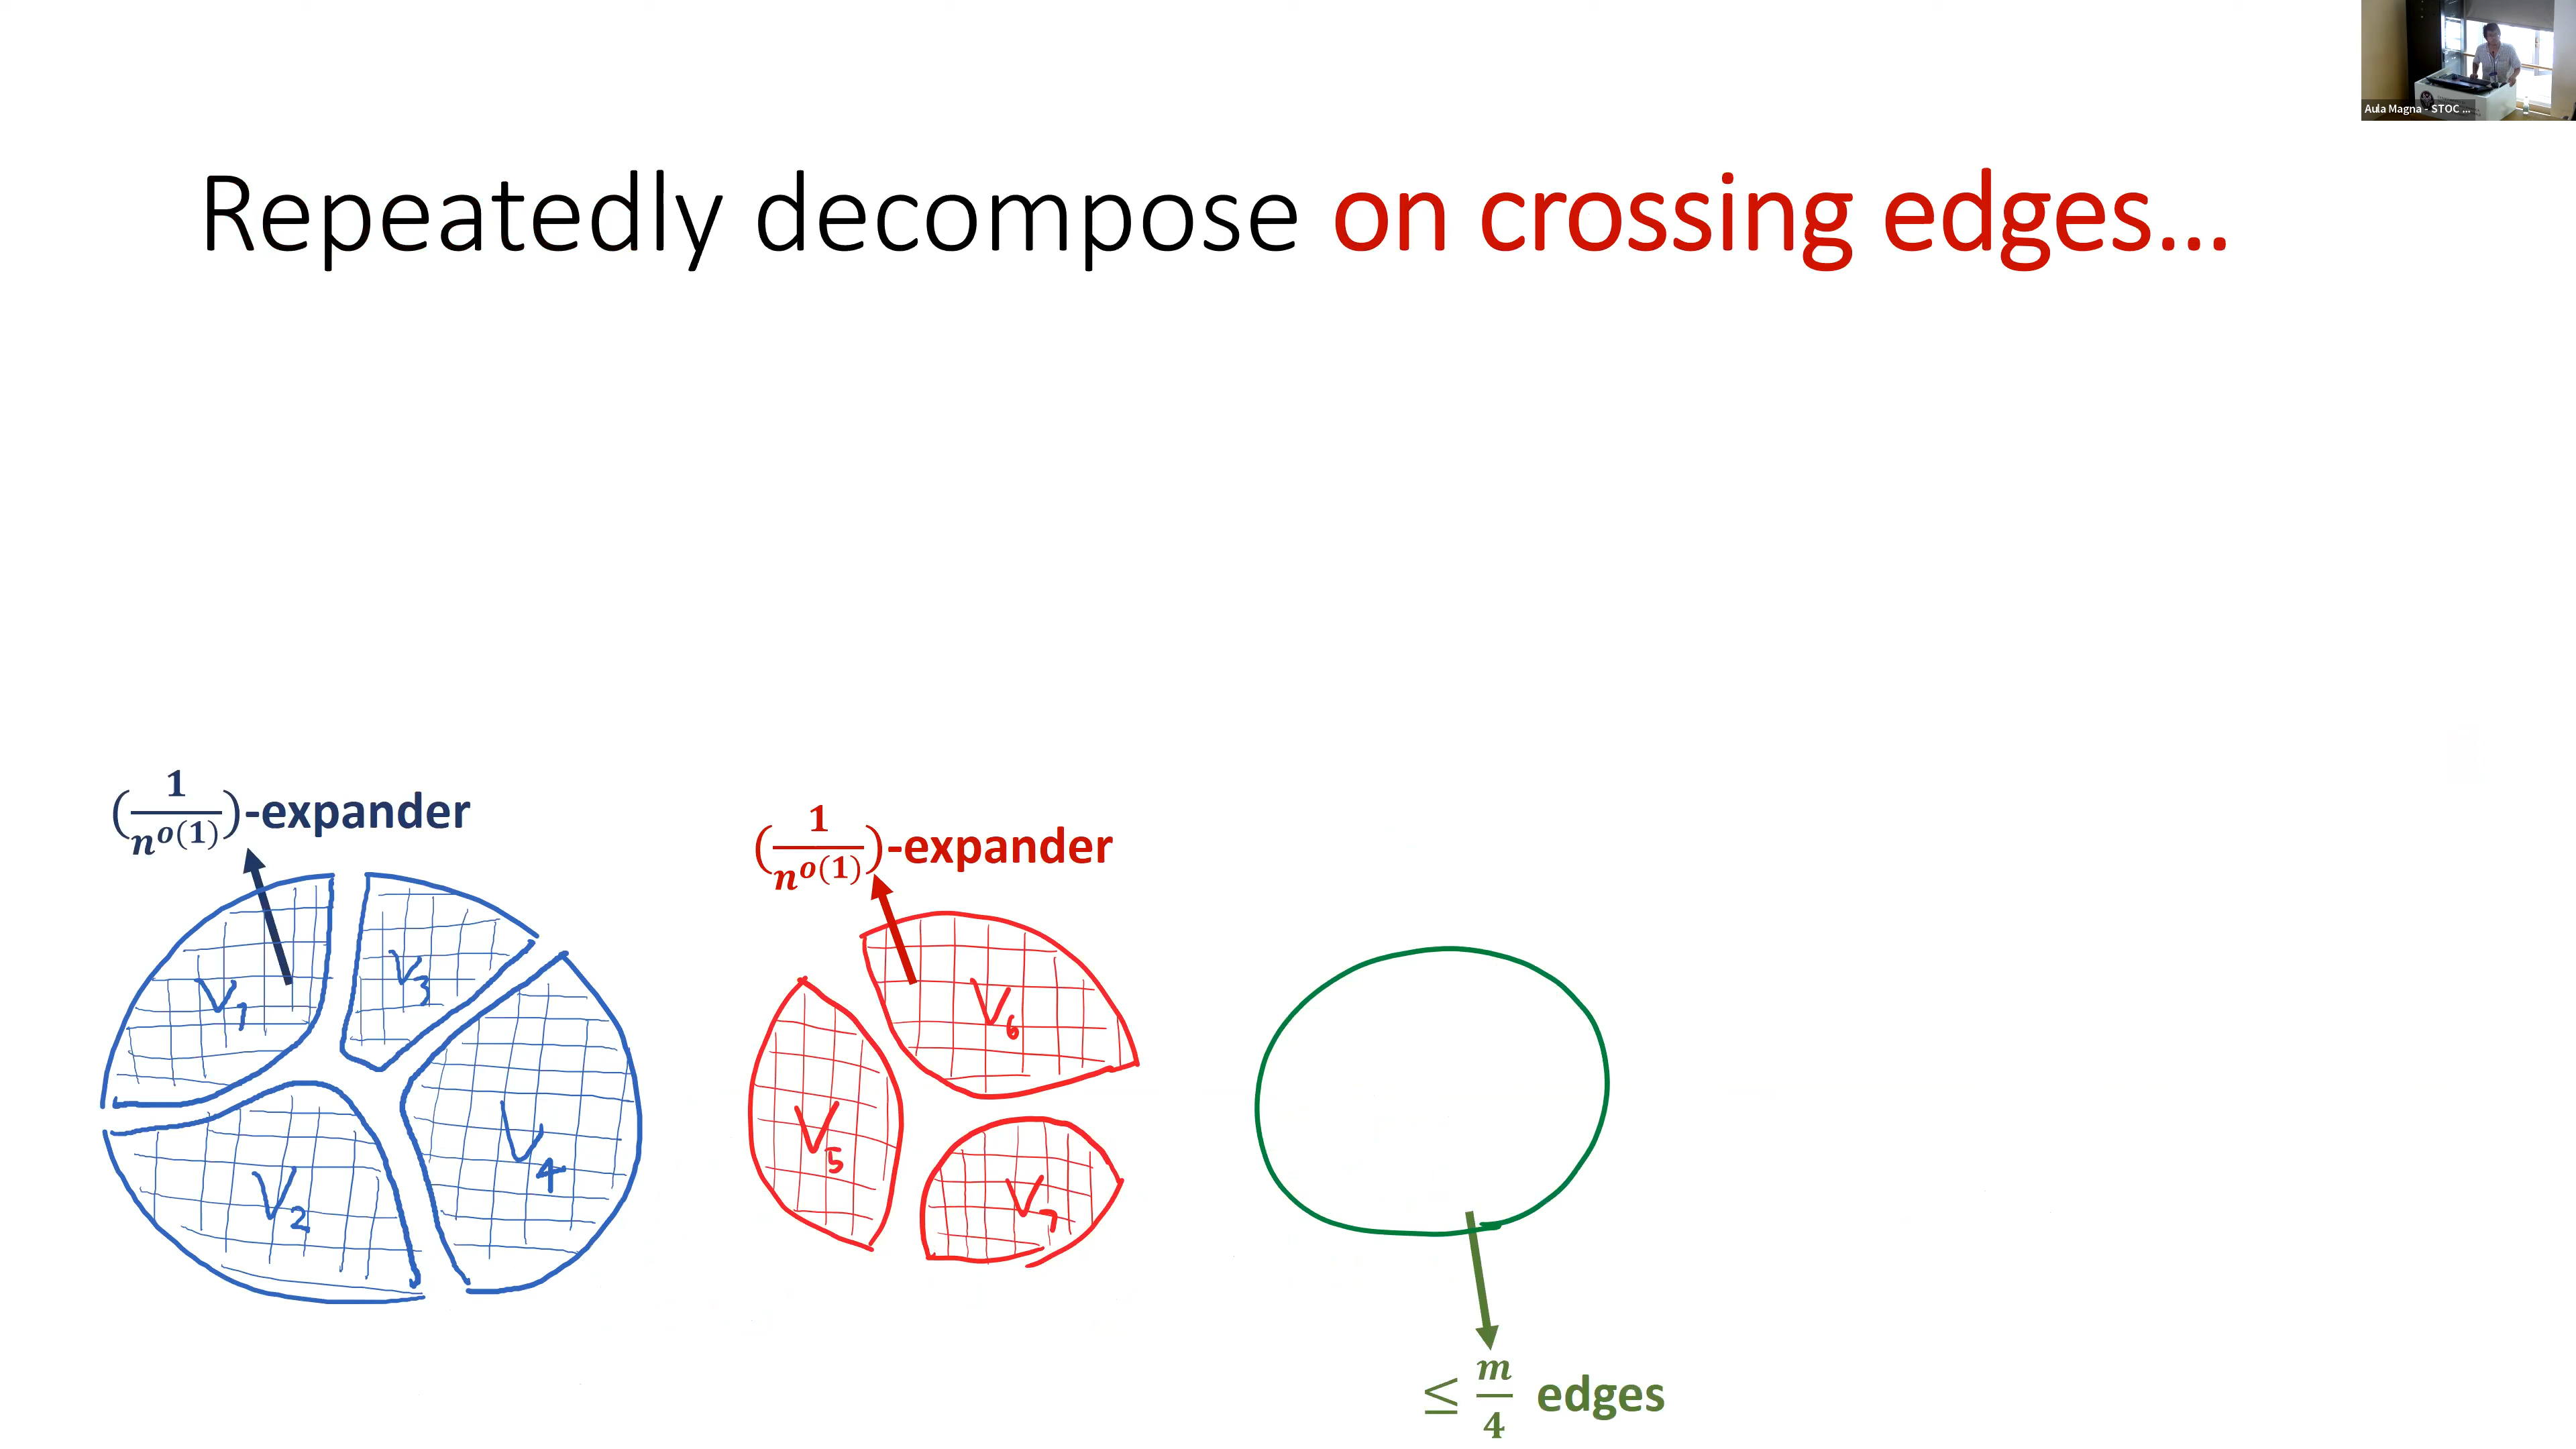 Aula Magna - STOC ...
Repeatedly decompose on crossing edges...
(1/n^o(1))-expander
(1/n^o(1))-expander
V1
V3
V2
V4
V6
V5
V7
≤ m/4 edges